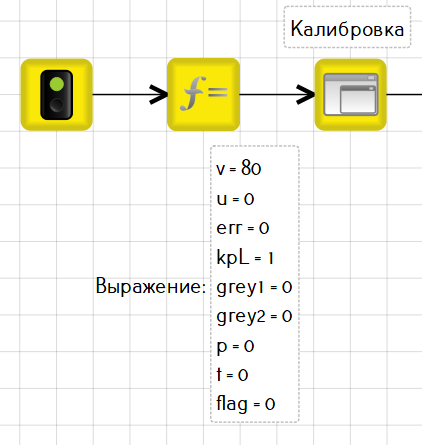 Калибровка
f =
Выражение:
v = 80
u = 0
err = 0
kpL = 1
grey1 = 0
grey2 = 0
p = 0
t = 0
flag = 0